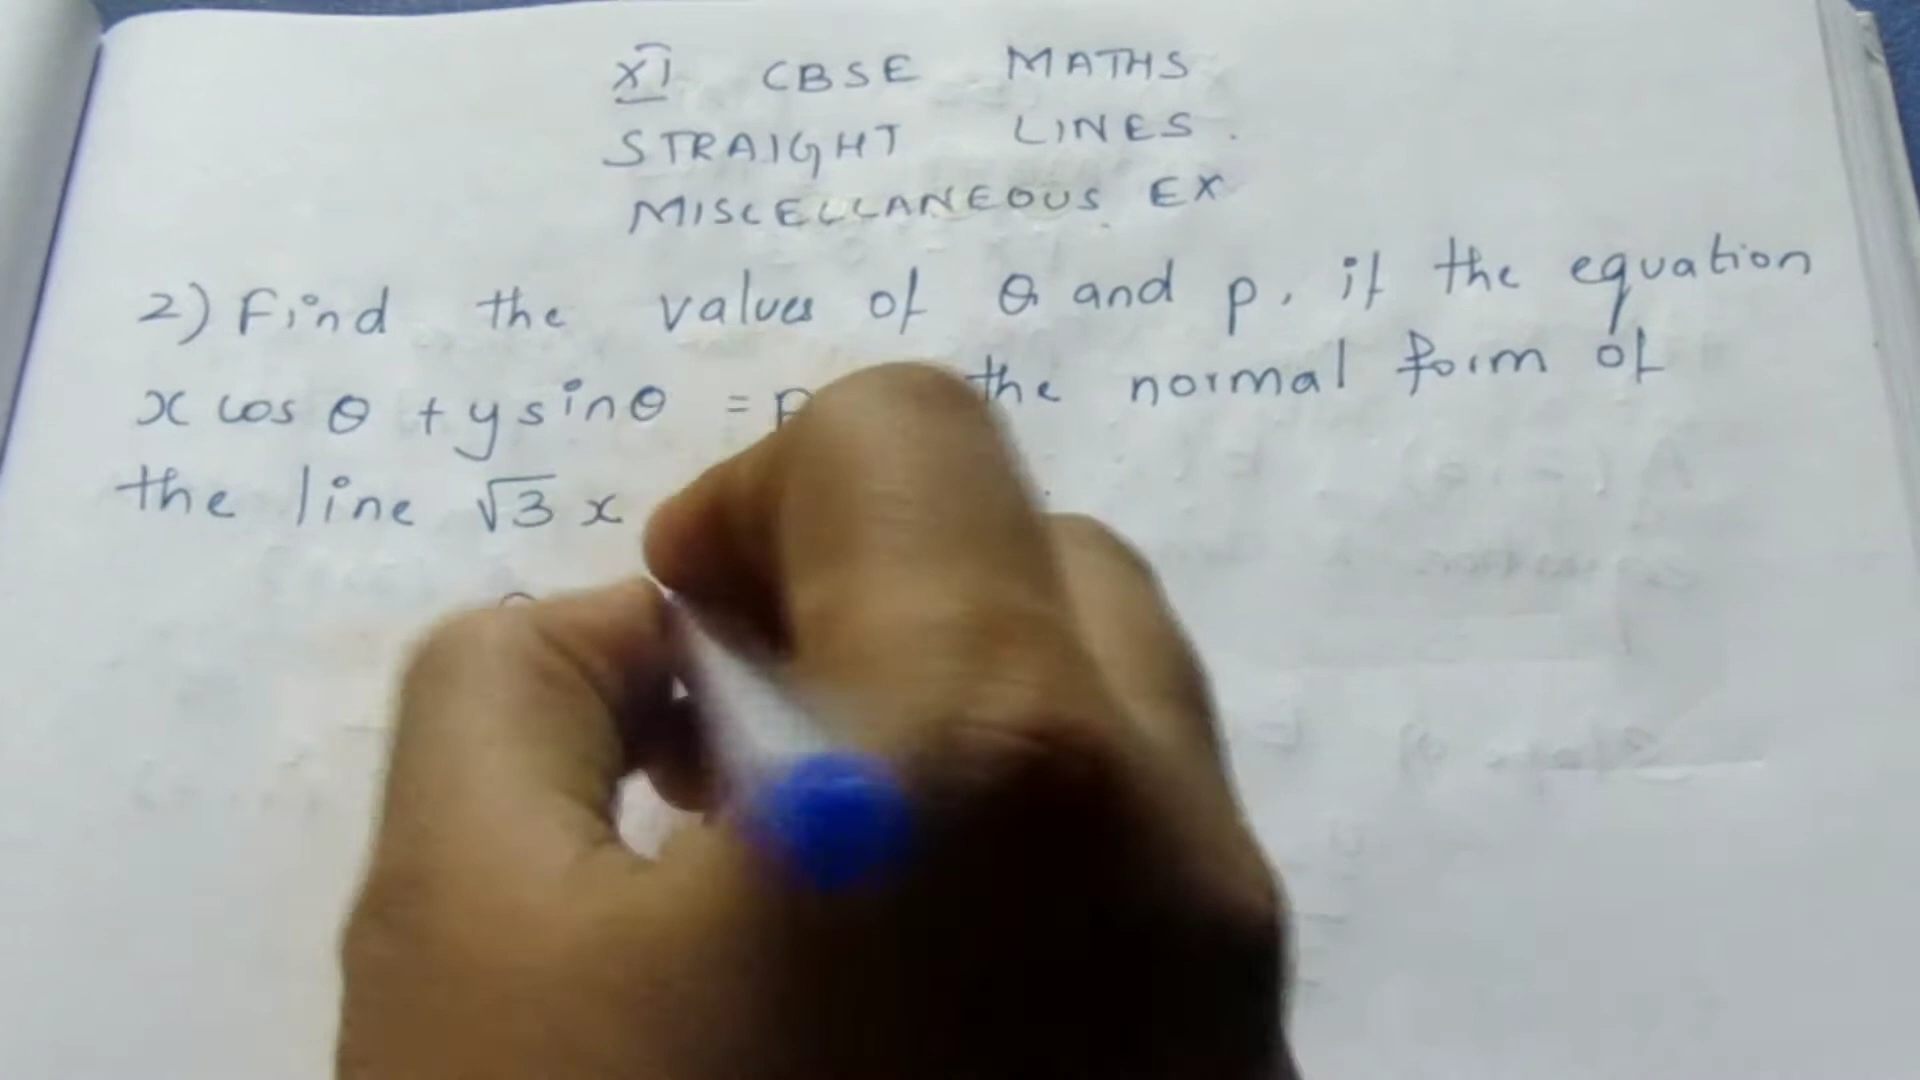 XI CBSE MATHS
STRAIGHT LINES.
MISCELLANEOUS EX
2) Find the values of θ and p, if the equation
x cos θ + y sin θ = p the normal form of
the line √3 x